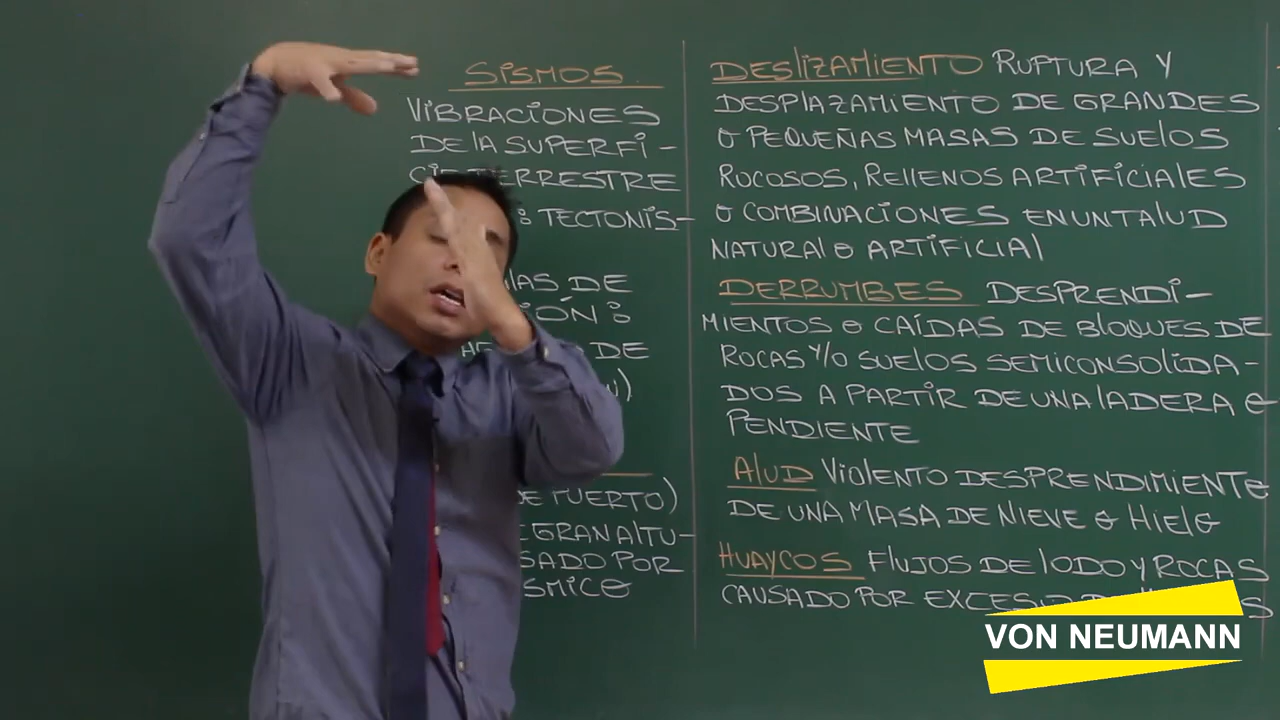 SISMOS
VIBRACIONES
DE LA SUPERFI-
TERRESTRE
: TECTONIS-
DE
:
DE
DE PUERTO)
GRAN ALTU-
SADO POR
SMICO
DESLIZAMIENTO RUPTURA Y
DESPLAZAMIENTO DE GRANDES
O PEQUEÑAS MASAS DE SUELOS
ROCOSOS, RELLENOS ARTIFICIALES
O COMBINACIONES EN UN TALUD
NATURAL O ARTIFICIAL
DERRUMBES DESPRENDI-
MIENTOS O CAÍDAS DE BLOQUES DE
ROCAS Y/O SUELOS SEMICONSOLIDA-
DOS A PARTIR DE UNA LADERA O
PENDIENTE
ALUD VIOLENTO DESPRENDIMIENTO
DE UNA MASA DE NIEVE O HIELO
HUAYCOS FLUJOS DE LODO Y ROCAS
CAUSADO POR EXCESO
VON NEUMANN